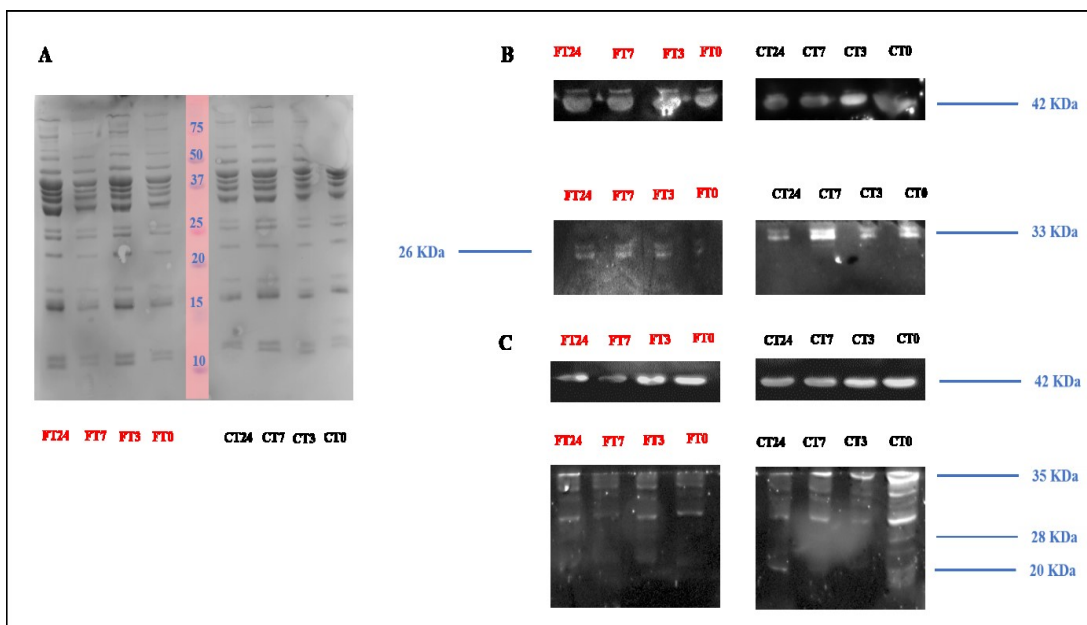 A
75
50
37
25
20
15
10
FT24 FT7 FT3 FT0 CT24 CT7 CT3 CT0
B
FT24 FT7 FT3 FT0 CT24 CT7 CT3 CT0
42 KDa
FT24 FT7 FT3 FT0 CT24 CT7 CT3 CT0
26 KDa
33 KDa
C
FT24 FT7 FT3 FT0 CT24 CT7 CT3 CT0
42 KDa
FT24 FT7 FT3 FT0 CT24 CT7 CT3 CT0
35 KDa
28 KDa
20 KDa